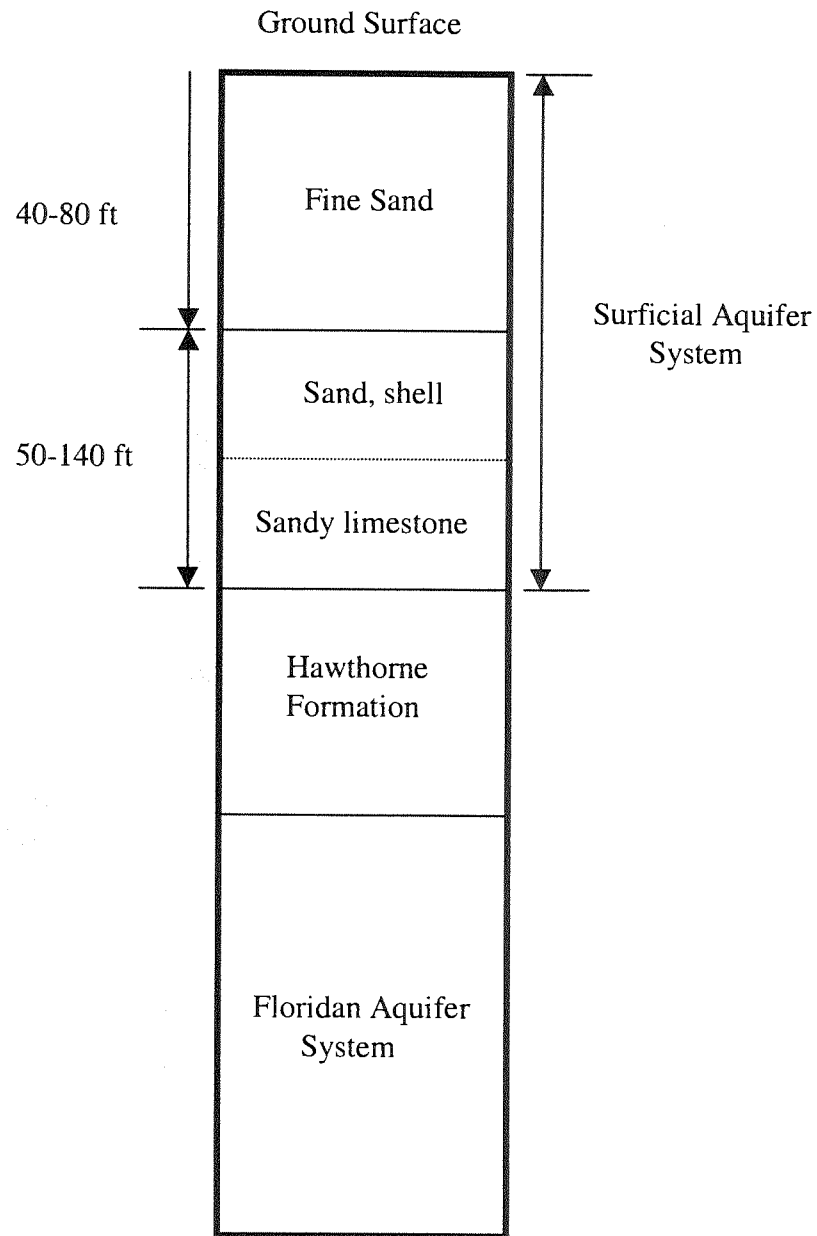 Ground Surface
Fine Sand
40-80 ft
Surficial Aquifer
System
Sand, shell
50-140 ft
Sandy limestone
Hawthorne
Formation
Floridan Aquifer
System